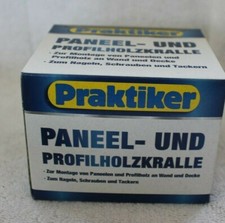 PANEEL- UND
PROFILHOLZKRALLE
- Zur Montage von Paneelen und
Profilholz an Wand und Decke
- Zum Nageln, Schrauben und Tackern
Praktiker
PANEEL- UND
PROFILHOLZKRALLE
- Zur Montage von Paneelen und Profilholz an Wand und Decke
- Zum Nageln, Schrauben und Tackern